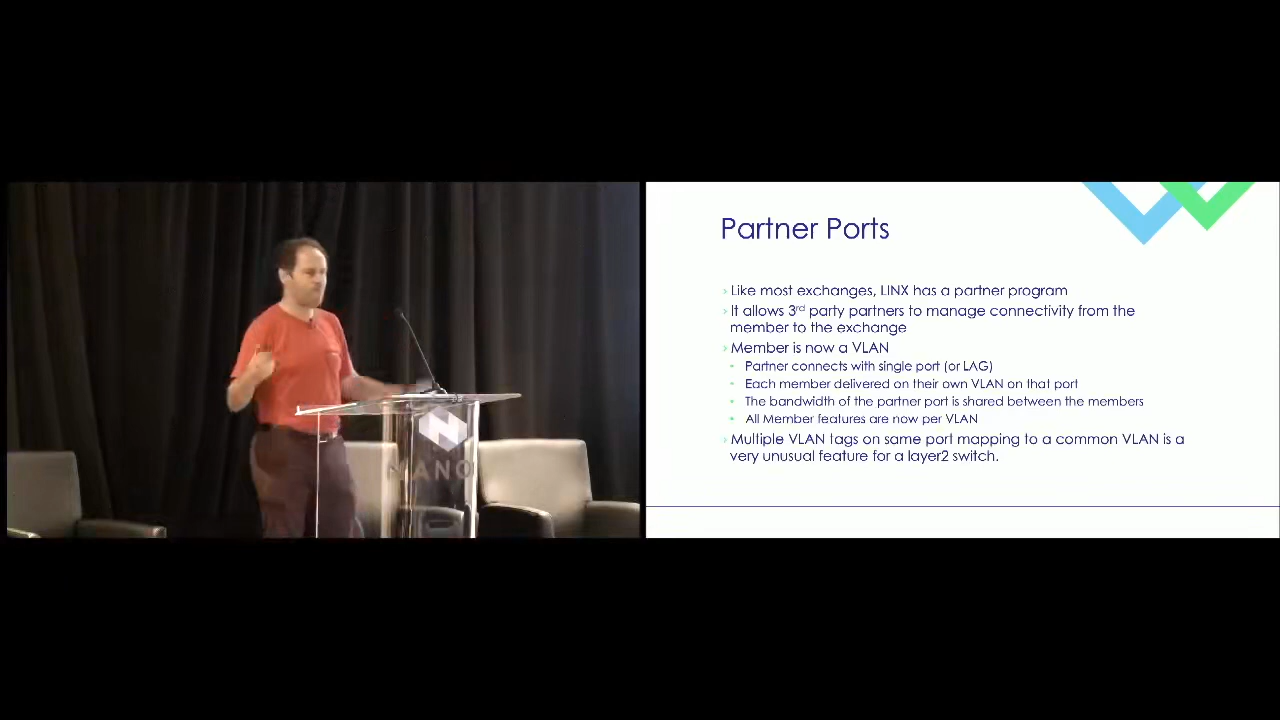 Partner Ports
Like most exchanges, LINX has a partner program
It allows 3rd party partners to manage connectivity from the
member to the exchange
Member is now a VLAN
Partner connects with single port (or LAG)
Each member delivered on their own VLAN on that port
The bandwidth of the partner port is shared between the members
All Member features are now per VLAN
Multiple VLAN tags on same port mapping to a common VLAN is a
very unusual feature for a layer2 switch.
NANO